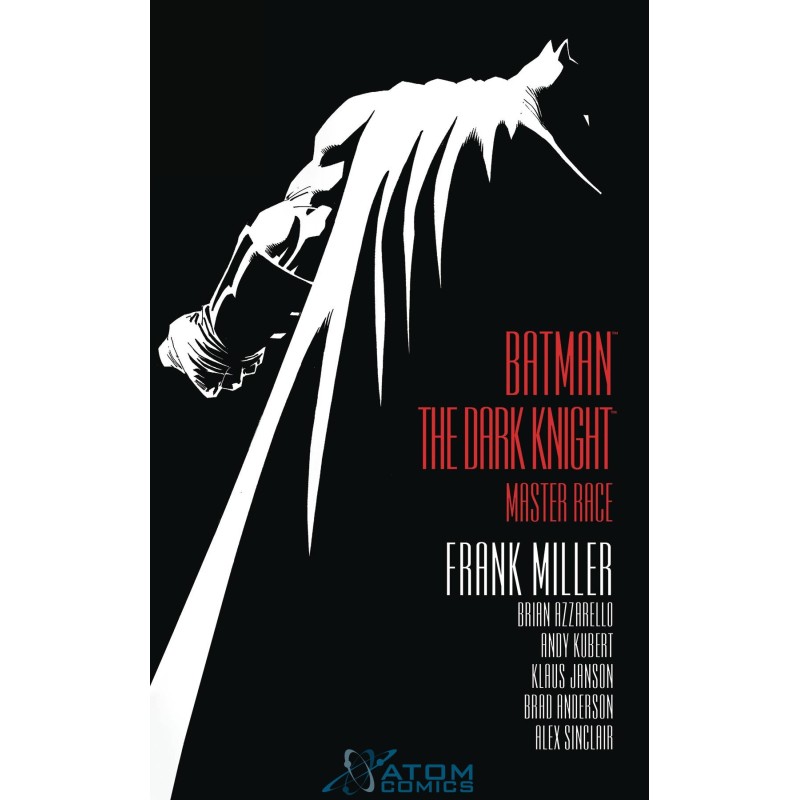 BATMAN™
THE DARK KNIGHT™
MASTER RACE
FRANK MILLER
BRIAN AZZARELLO
ANDY KUBERT
KLAUS JANSON
BRAD ANDERSON
ALEX SINCLAIR
ATOM
COMICS